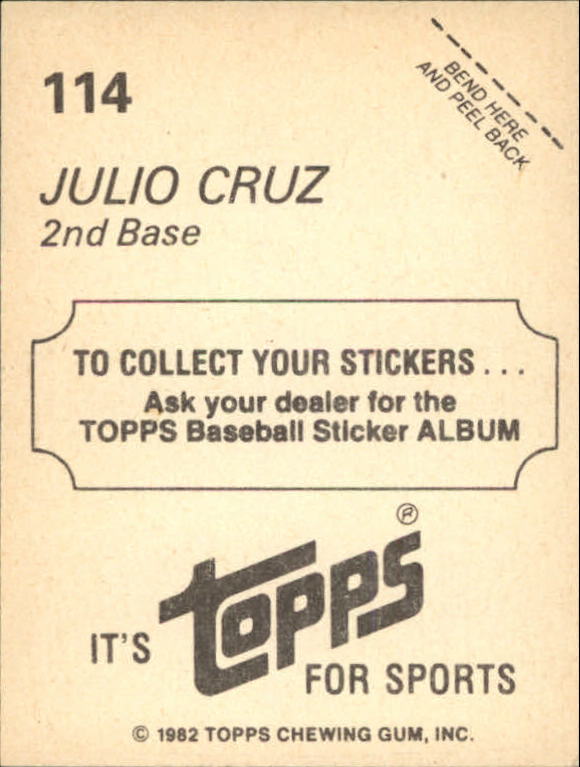 114
BEND HERE
AND PEEL BACK
JULIO CRUZ
2nd Base
TO COLLECT YOUR STICKERS...
Ask your dealer for the
TOPPS Baseball Sticker ALBUM
®
IT'S topps
FOR SPORTS
© 1982 TOPPS CHEWING GUM, INC.